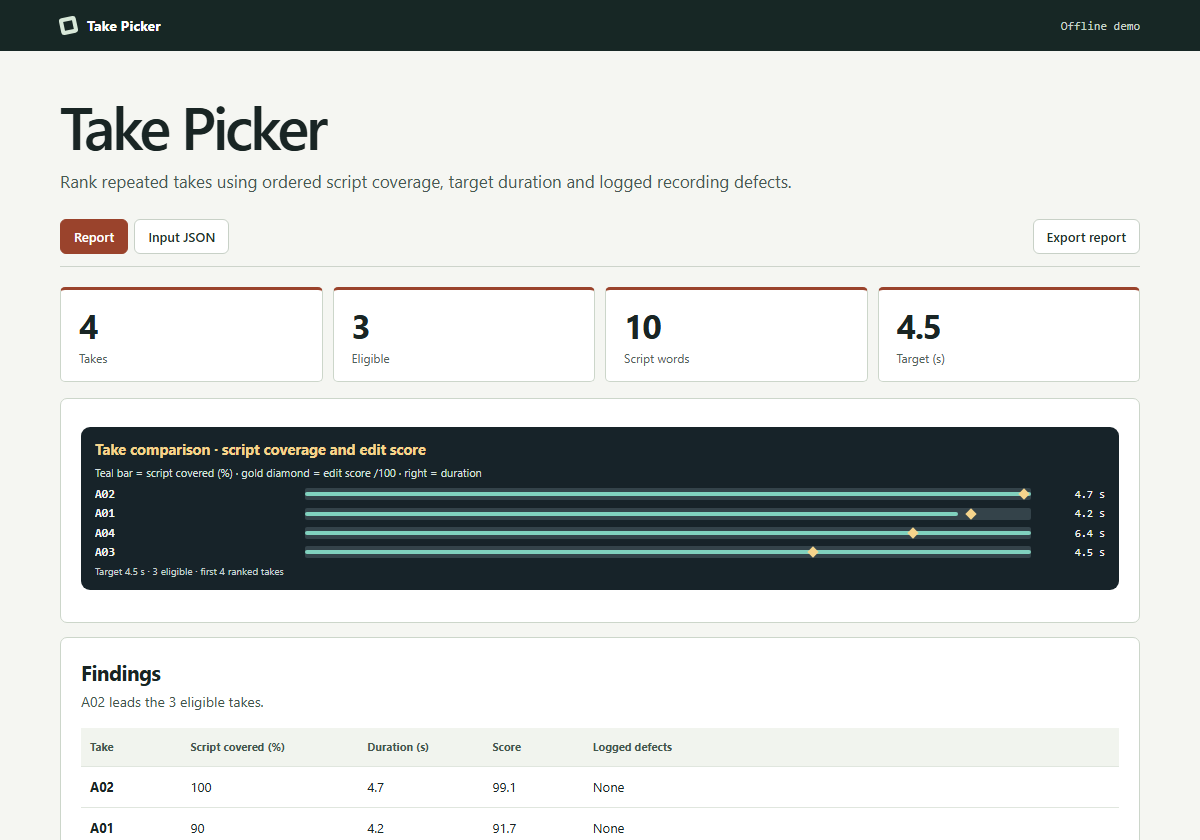 Take Picker
Offline demo
Take Picker
Rank repeated takes using ordered script coverage, target duration and logged recording defects.
Report
Input JSON
Export report
4
Takes
3
Eligible
10
Script words
4.5
Target (s)
Take comparison · script coverage and edit score
Teal bar = script covered (%) · gold diamond = edit score /100 · right = duration
A02 4.7 s
A01 4.2 s
A04 6.4 s
A03 4.5 s
Target 4.5 s · 3 eligible · first 4 ranked takes
Findings
A02 leads the 3 eligible takes.
Take Script covered (%) Duration (s) Score Logged defects
A02 100 4.7 99.1 None
A01 90 4.2 91.7 None